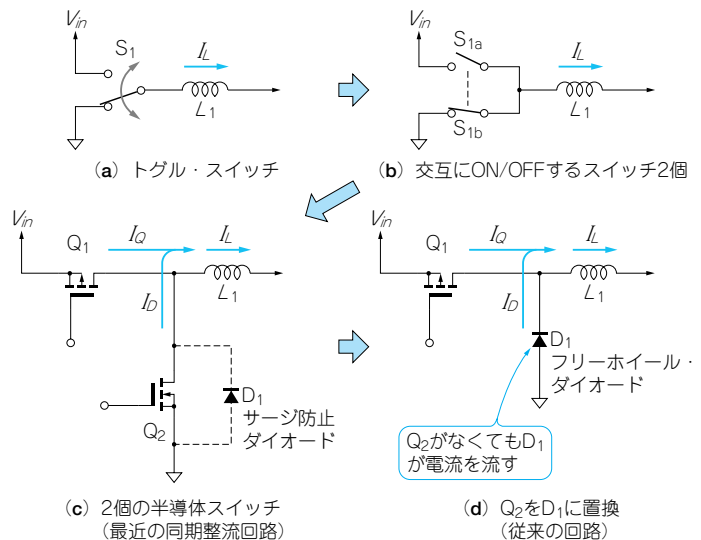 Vin
S1
IL
L1
(a) トグル・スイッチ
Vin
S1a
S1b
IL
L1
(b) 交互にON/OFFするスイッチ2個
Vin
Q1
IQ
IL
ID
L1
Q2
D1
サージ防止
ダイオード
(c) 2個の半導体スイッチ
(最近の同期整流回路)
Vin
Q1
IQ
IL
ID
L1
D1
フリーホイール・
ダイオード
Q2がなくてもD1
が電流を流す
(d) Q2をD1に置換
(従来の回路)